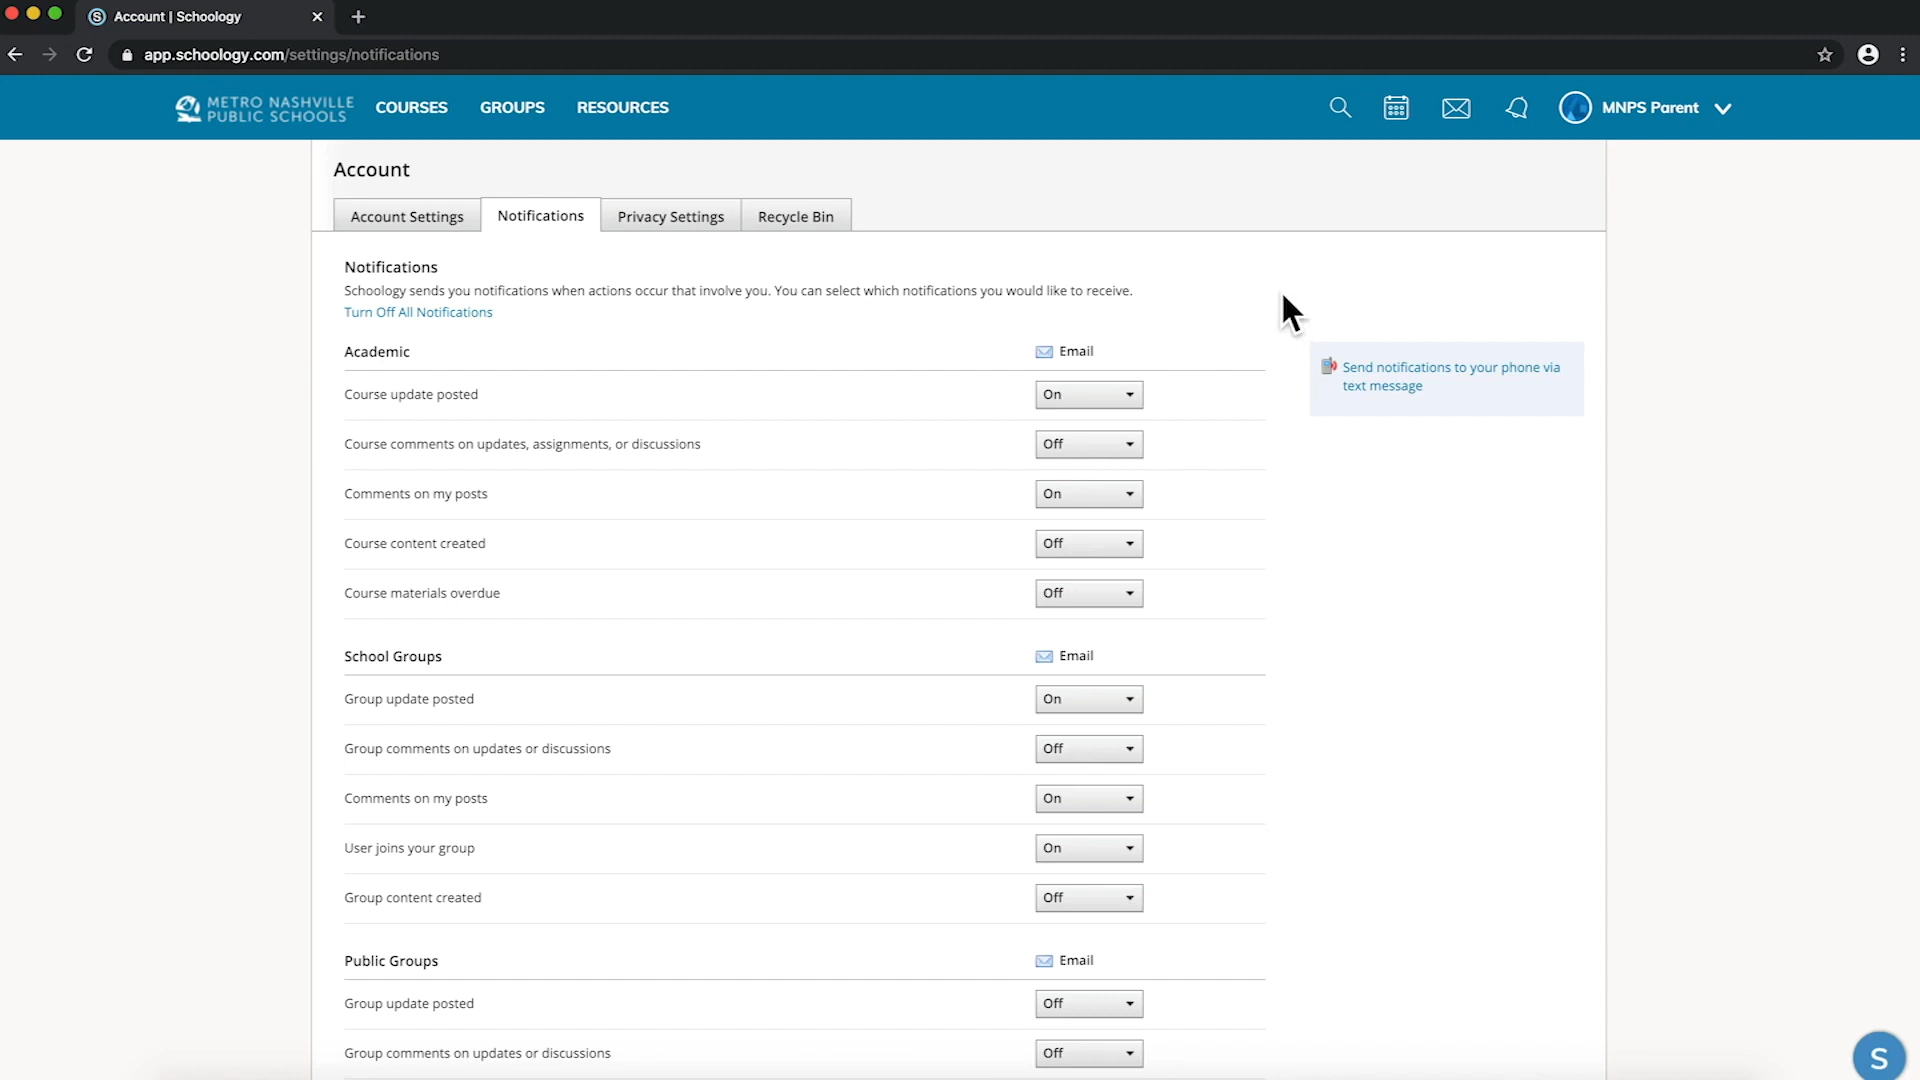 Account | Schoology
app.schoology.com/settings/notifications
METRO NASHVILLE
PUBLIC SCHOOLS
COURSES
GROUPS
RESOURCES
MNPS Parent
Account
Account Settings
Notifications
Privacy Settings
Recycle Bin
Notifications
Schoology sends you notifications when actions occur that involve you. You can select which notifications you would like to receive.
Turn Off All Notifications
Academic
Email
Send notifications to your phone via
text message
Course update posted
On
Course comments on updates, assignments, or discussions
Off
Comments on my posts
On
Course content created
Off
Course materials overdue
Off
School Groups
Email
Group update posted
On
Group comments on updates or discussions
Off
Comments on my posts
On
User joins your group
On
Group content created
Off
Public Groups
Email
Group update posted
Off
Group comments on updates or discussions
Off
S